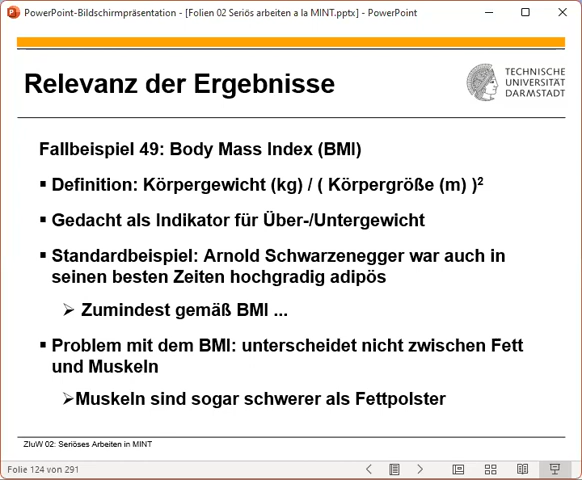 PowerPoint-Bildschirmpräsentation - [Folien 02 Seriös arbeiten a la MINT.pptx] - PowerPoint
Relevanz der Ergebnisse
TECHNISCHE
UNIVERSITÄT
DARMSTADT
Fallbeispiel 49: Body Mass Index (BMI)
▪ Definition: Körpergewicht (kg) / ( Körpergröße (m) )²
▪ Gedacht als Indikator für Über-/Untergewicht
▪ Standardbeispiel: Arnold Schwarzenegger war auch in
seinen besten Zeiten hochgradig adipös
➢ Zumindest gemäß BMI ...
▪ Problem mit dem BMI: unterscheidet nicht zwischen Fett
und Muskeln
➢Muskeln sind sogar schwerer als Fettpolster
ZIuW 02: Seriöses Arbeiten in MINT
Folie 124 von 291